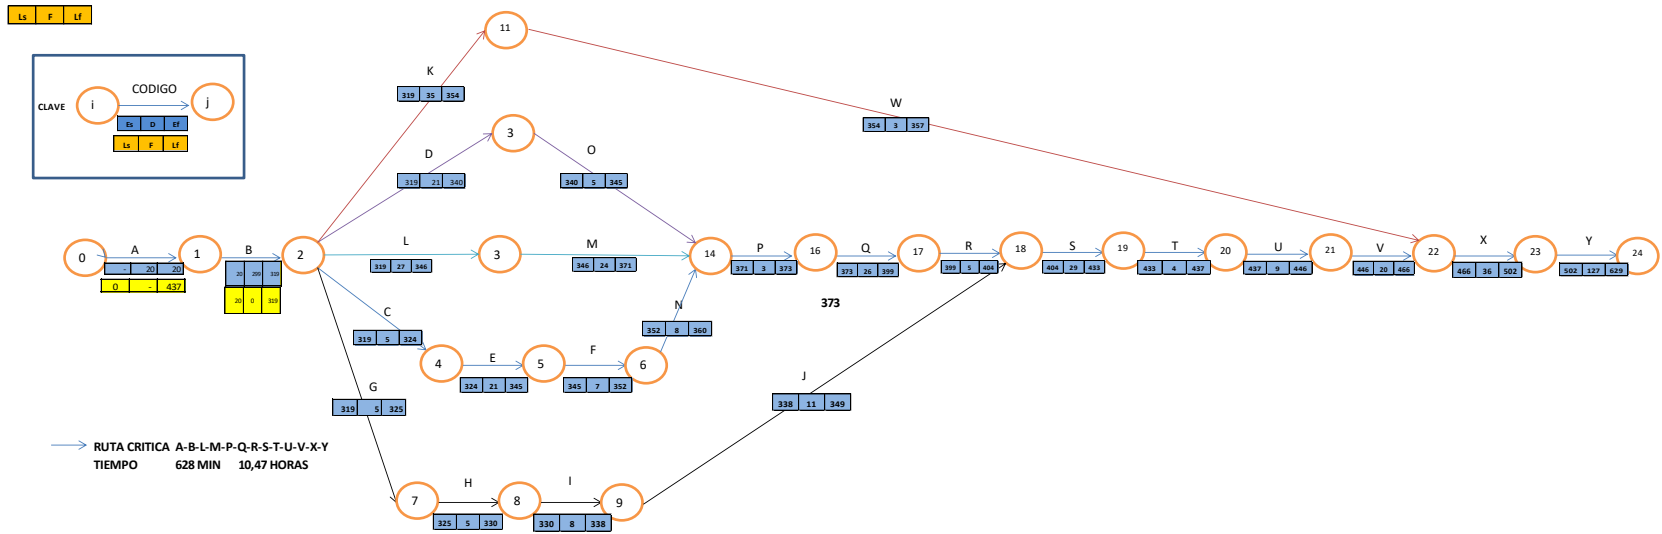 Ls F Lf
11
CODIGO
CLAVE
i
j
Es D Ef
Ls F Lf
K
319 35 354
W
354 3 357
D
319 21 340
3
O
340 5 345
0
A
- 20 20
0 - 437
1
B
20 299 319
20 0 319
2
L
319 27 346
3
M
346 24 371
14
P
371 3 373
16
Q
373 26 399
17
R
399 5 404
18
S
404 29 433
19
T
433 4 437
20
U
437 9 446
21
V
446 20 466
22
X
466 36 502
23
Y
502 127 629
24
373
C
319 5 324
4
E
324 21 345
5
F
345 7 352
6
N
352 8 360
G
319 5 325
J
338 11 349
RUTA CRITICA A-B-L-M-P-Q-R-S-T-U-V-X-Y
TIEMPO 628 MIN 10,47 HORAS
7
H
325 5 330
8
I
330 8 338
9